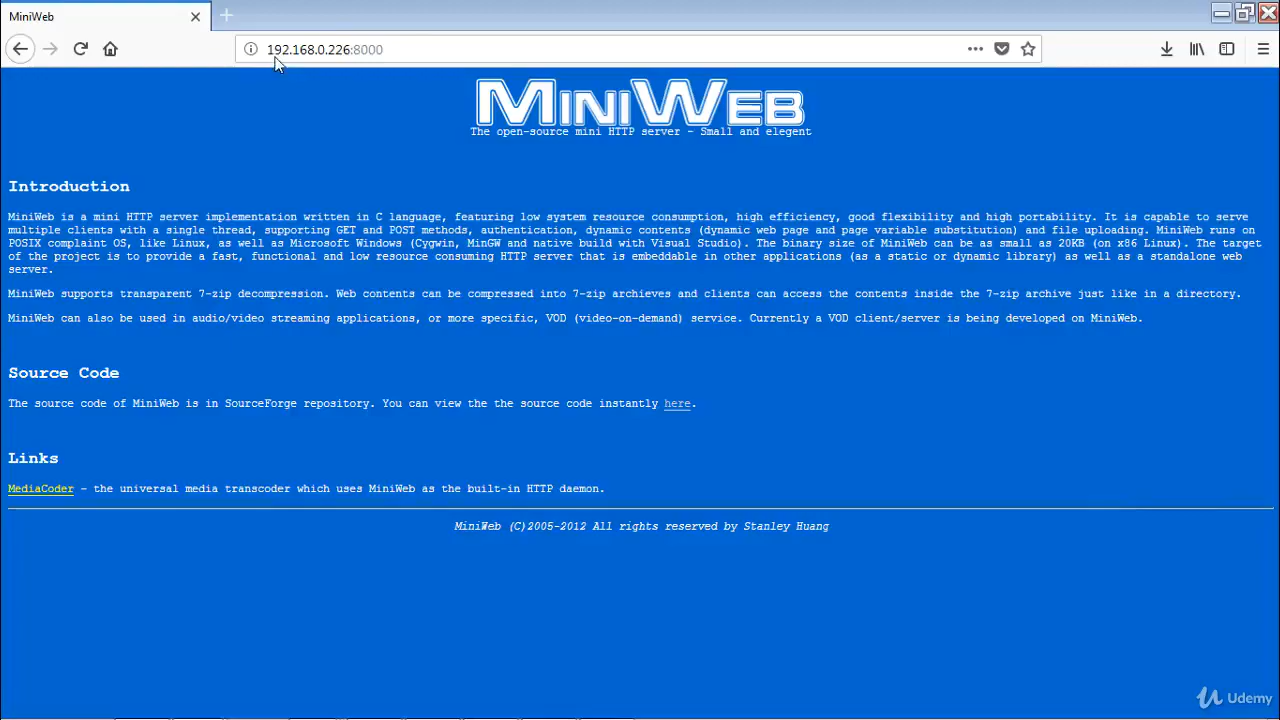 MiniWeb
192.168.0.226:8000
MINIWEB
The open-source mini HTTP server - Small and elegent
Introduction
MiniWeb is a mini HTTP server implementation written in C language, featuring low system resource consumption, high efficiency, good flexibility and high portability. It is capable to serve
multiple clients with a single thread, supporting GET and POST methods, authentication, dynamic contents (dynamic web page and page variable substitution) and file uploading. MiniWeb runs on
POSIX complaint OS, like Linux, as well as Microsoft Windows (Cygwin, MinGW and native build with Visual Studio). The binary size of MiniWeb can be as small as 20KB (on x86 Linux). The target
of the project is to provide a fast, functional and low resource consuming HTTP server that is embeddable in other applications (as a static or dynamic library) as well as a standalone web
server.
MiniWeb supports transparent 7-zip decompression. Web contents can be compressed into 7-zip archieves and clients can access the contents inside the 7-zip archive just like in a directory.
MiniWeb can also be used in audio/video streaming applications, or more specific, VOD (video-on-demand) service. Currently a VOD client/server is being developed on MiniWeb.
Source Code
The source code of MiniWeb is in SourceForge repository. You can view the the source code instantly here.
Links
MediaCoder - the universal media transcoder which uses MiniWeb as the built-in HTTP daemon.
MiniWeb (C)2005-2012 All rights reserved by Stanley Huang
Udemy